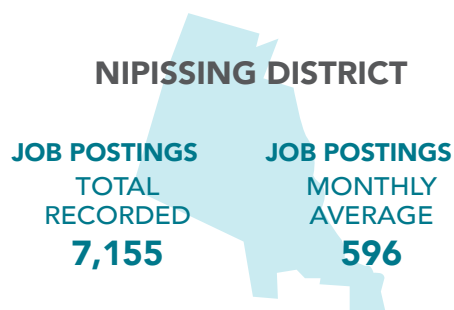 NIPISSING DISTRICT
JOB POSTINGS
TOTAL
RECORDED
7,155
JOB POSTINGS
MONTHLY
AVERAGE
596